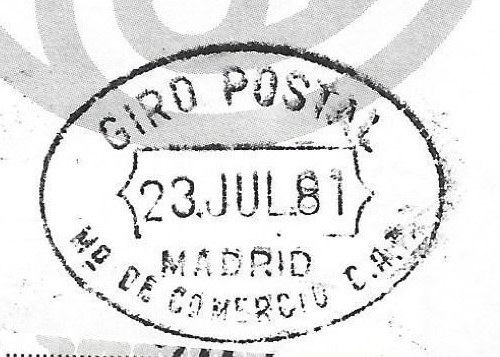 GIRO POSTAL
23.JUL.81
MADRID
Mº DE COMERCIO C.A.T.